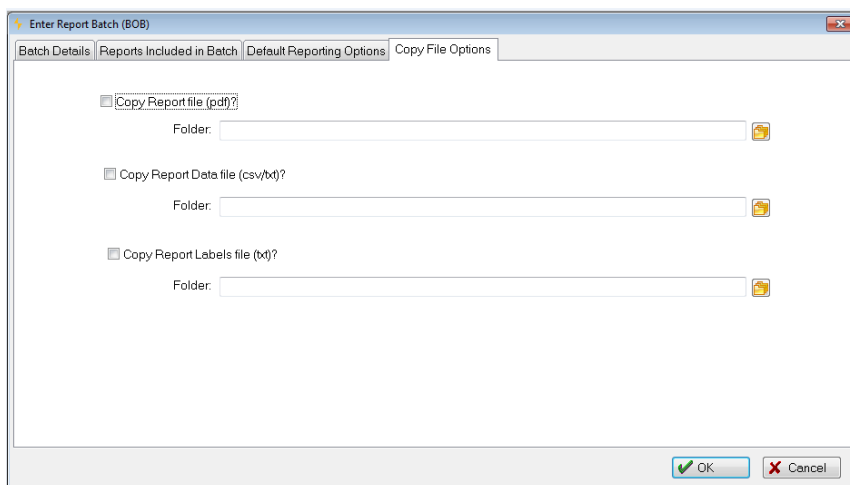 Enter Report Batch (BOB)
Batch Details Reports Included in Batch Default Reporting Options Copy File Options
Copy Report file (pdf)?
Folder:
Copy Report Data file (csv/txt)?
Folder:
Copy Report Labels file (txt)?
Folder:
OK Cancel